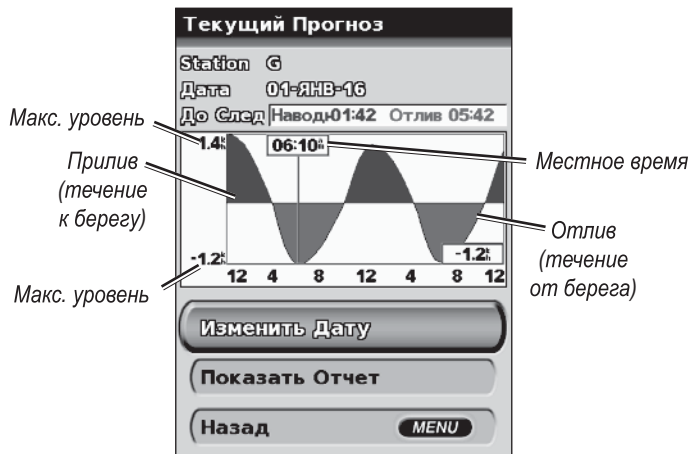 Текущий Прогноз
Station G
Дата 01-ЯНВ-16
До След Наводн01:42 Отлив 05:42
Макс. уровень
1.4
06:10
Местное время
Прилив
(течение
к берегу)
Отлив
(течение
от берега)
-1.2
-1.2
Макс. уровень
12 4 8 12 4 8 12
Изменить Дату
Показать Отчет
Назад MENU